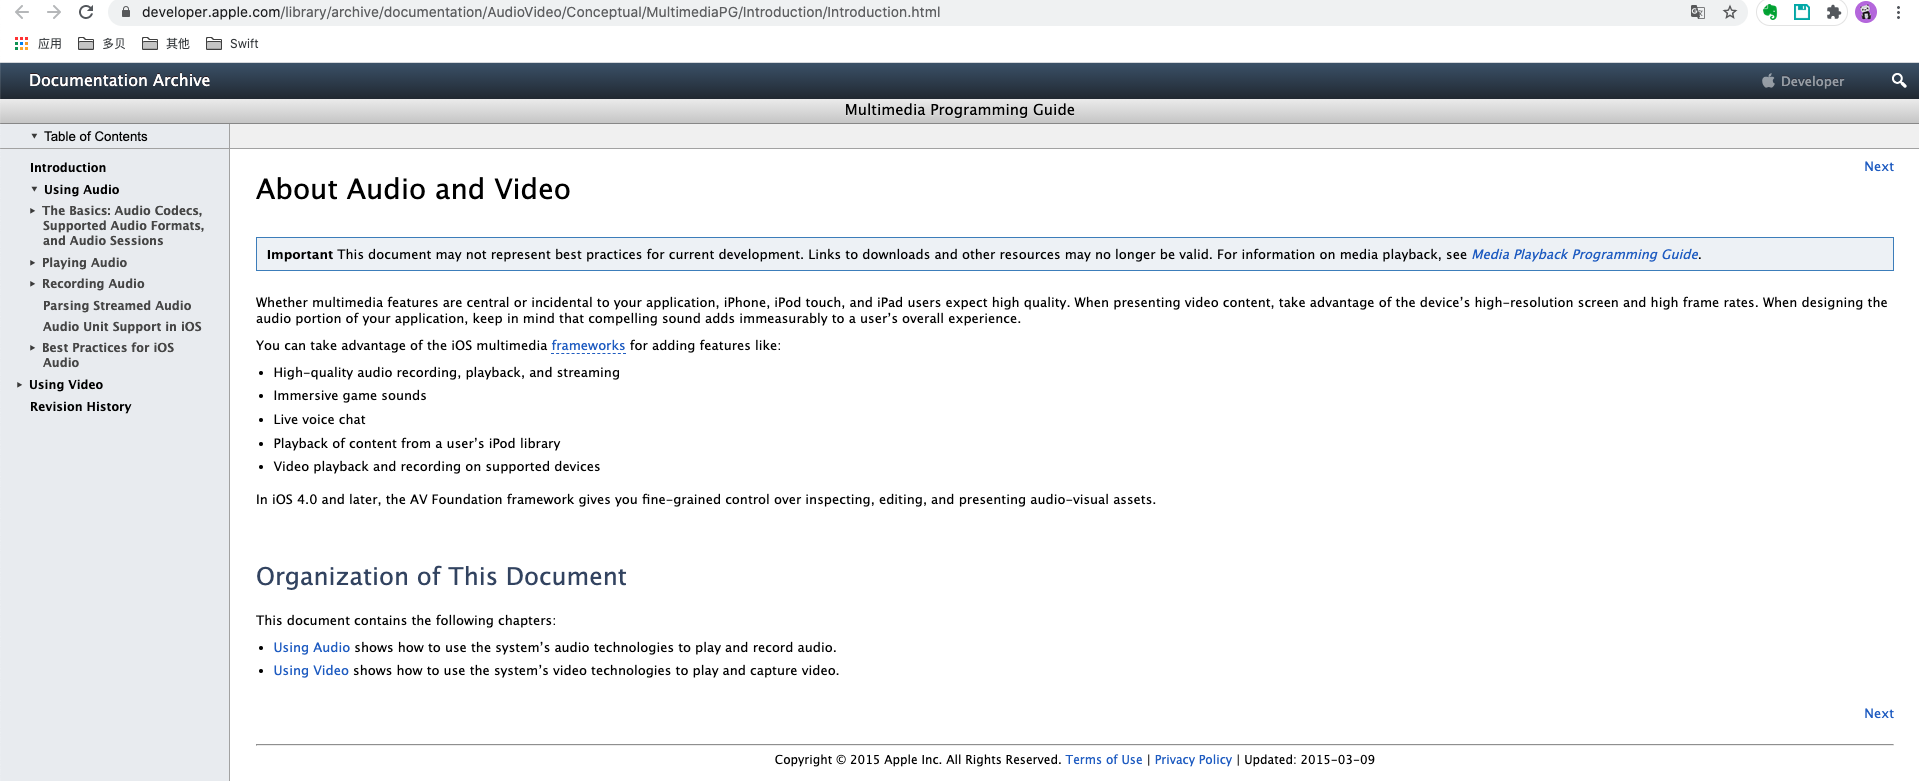 developer.apple.com/library/archive/documentation/AudioVideo/Conceptual/MultimediaPG/Introduction/Introduction.html
应用 多贝 其他 Swift
Documentation Archive
Developer
Multimedia Programming Guide
Table of Contents
Introduction
Using Audio
The Basics: Audio Codecs,
Supported Audio Formats,
and Audio Sessions
Playing Audio
Recording Audio
Parsing Streamed Audio
Audio Unit Support in iOS
Best Practices for iOS
Audio
Using Video
Revision History
Next
About Audio and Video
Important This document may not represent best practices for current development. Links to downloads and other resources may no longer be valid. For information on media playback, see Media Playback Programming Guide.
Whether multimedia features are central or incidental to your application, iPhone, iPod touch, and iPad users expect high quality. When presenting video content, take advantage of the device’s high-resolution screen and high frame rates. When designing the
audio portion of your application, keep in mind that compelling sound adds immeasurably to a user’s overall experience.
You can take advantage of the iOS multimedia frameworks for adding features like:
• High-quality audio recording, playback, and streaming
• Immersive game sounds
• Live voice chat
• Playback of content from a user’s iPod library
• Video playback and recording on supported devices
In iOS 4.0 and later, the AV Foundation framework gives you fine-grained control over inspecting, editing, and presenting audio-visual assets.
Organization of This Document
This document contains the following chapters:
• Using Audio shows how to use the system’s audio technologies to play and record audio.
• Using Video shows how to use the system’s video technologies to play and capture video.
Next
Copyright © 2015 Apple Inc. All Rights Reserved. Terms of Use | Privacy Policy | Updated: 2015-03-09